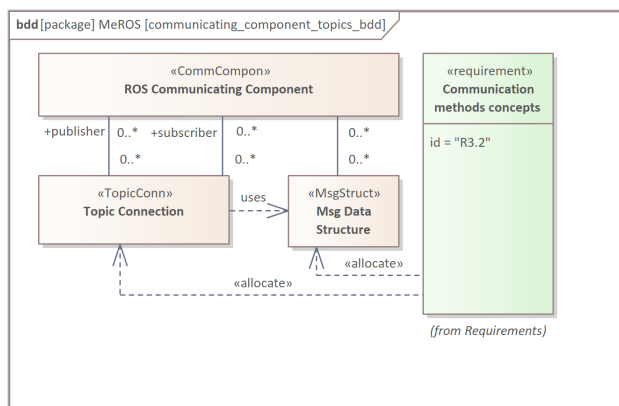 bdd [package] MeROS [communicating_component_topics_bdd]
«CommCompon»
ROS Communicating Component
«requirement»
Communication
methods concepts
id = "R3.2"
+publisher
0..*
+subscriber
0..*
0..*
0..*
0..*
0..*
«TopicConn»
Topic Connection
uses
«MsgStruct»
Msg Data
Structure
«allocate»
«allocate»
(from Requirements)